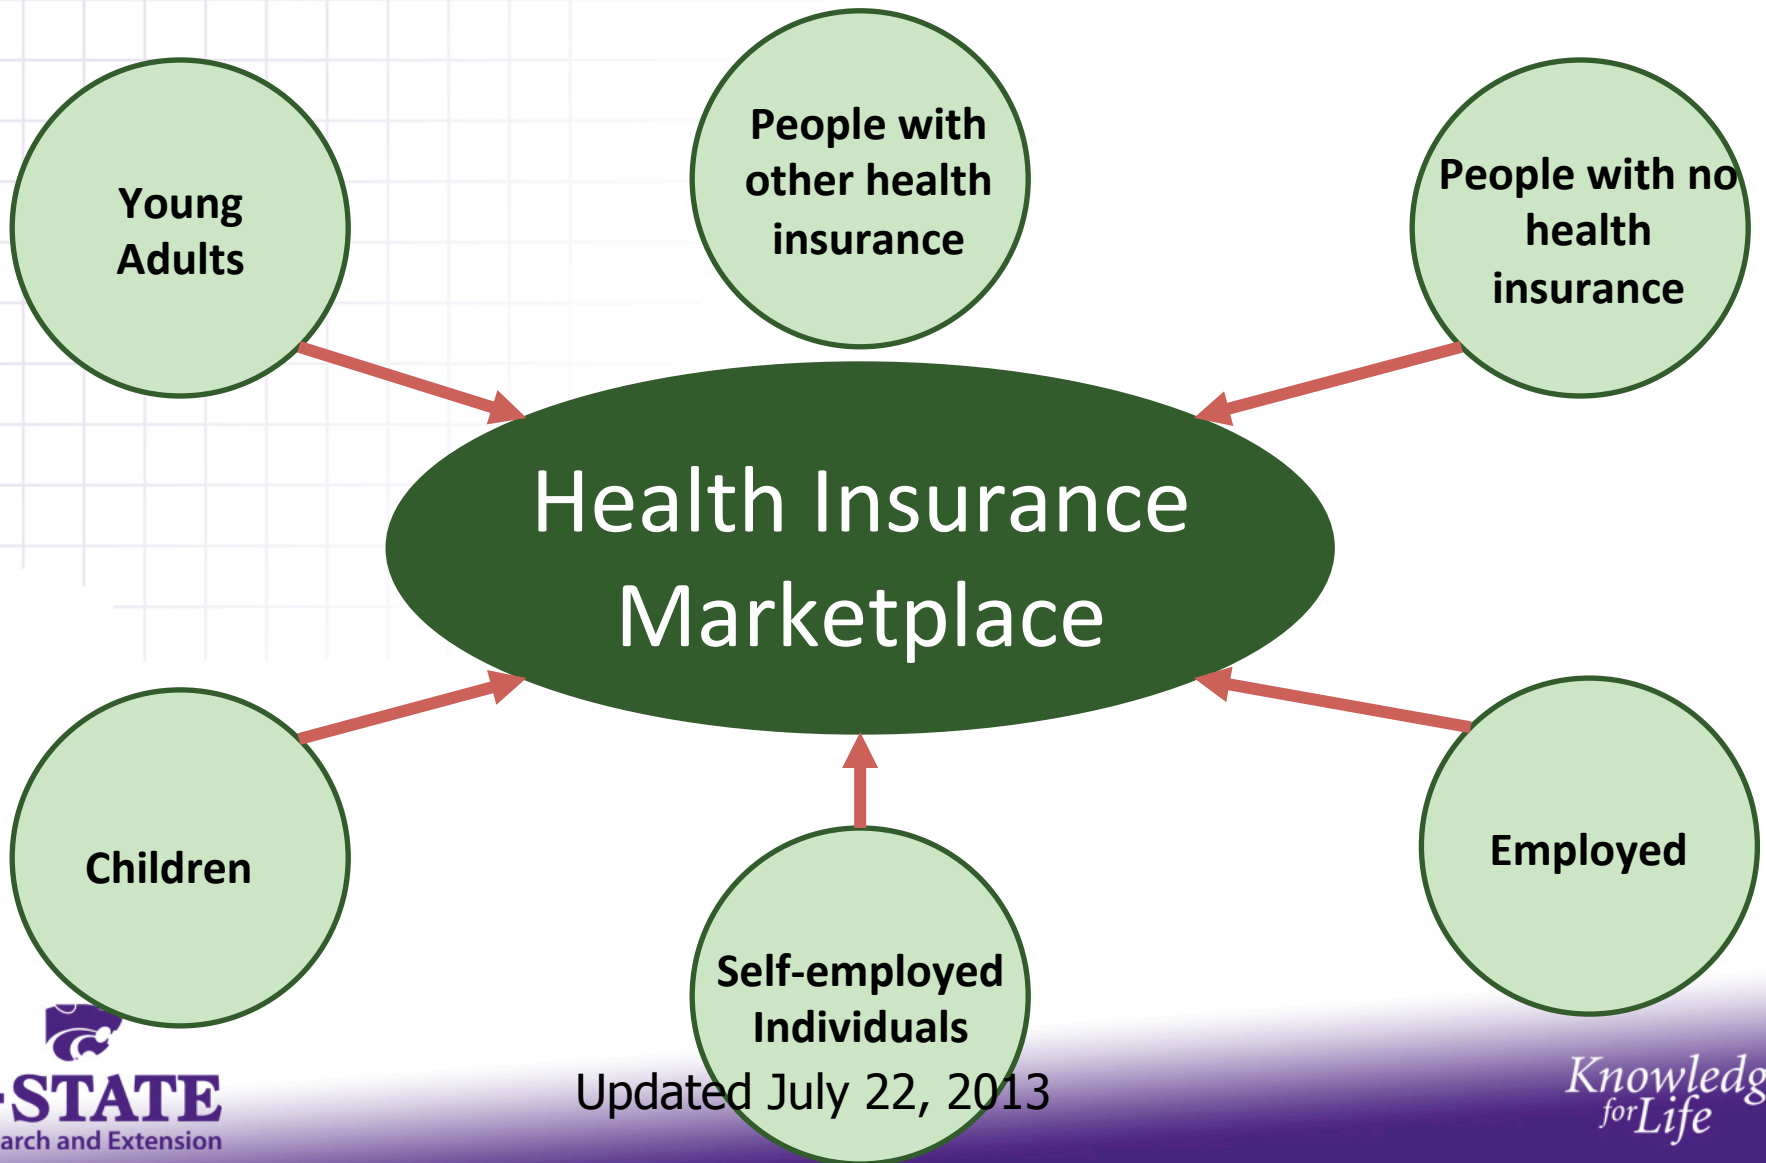 Young
Adults
People with
other health
insurance
People with no
health
insurance
Health Insurance
Marketplace
Children
Self-employed
Individuals
Employed
Updated July 22, 2013
STATE
arch and Extension
Knowledg
for Life